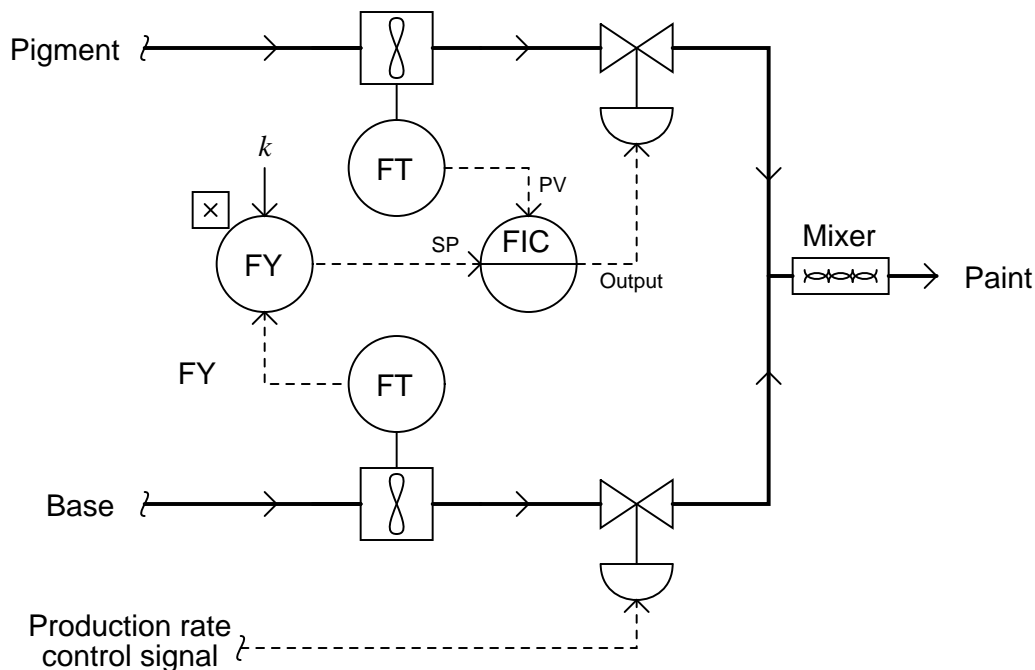 Pigment
FT
k
PV
×
SP
FIC
FY
Output
Mixer
Paint
FY
FT
Base
Production rate
control signal